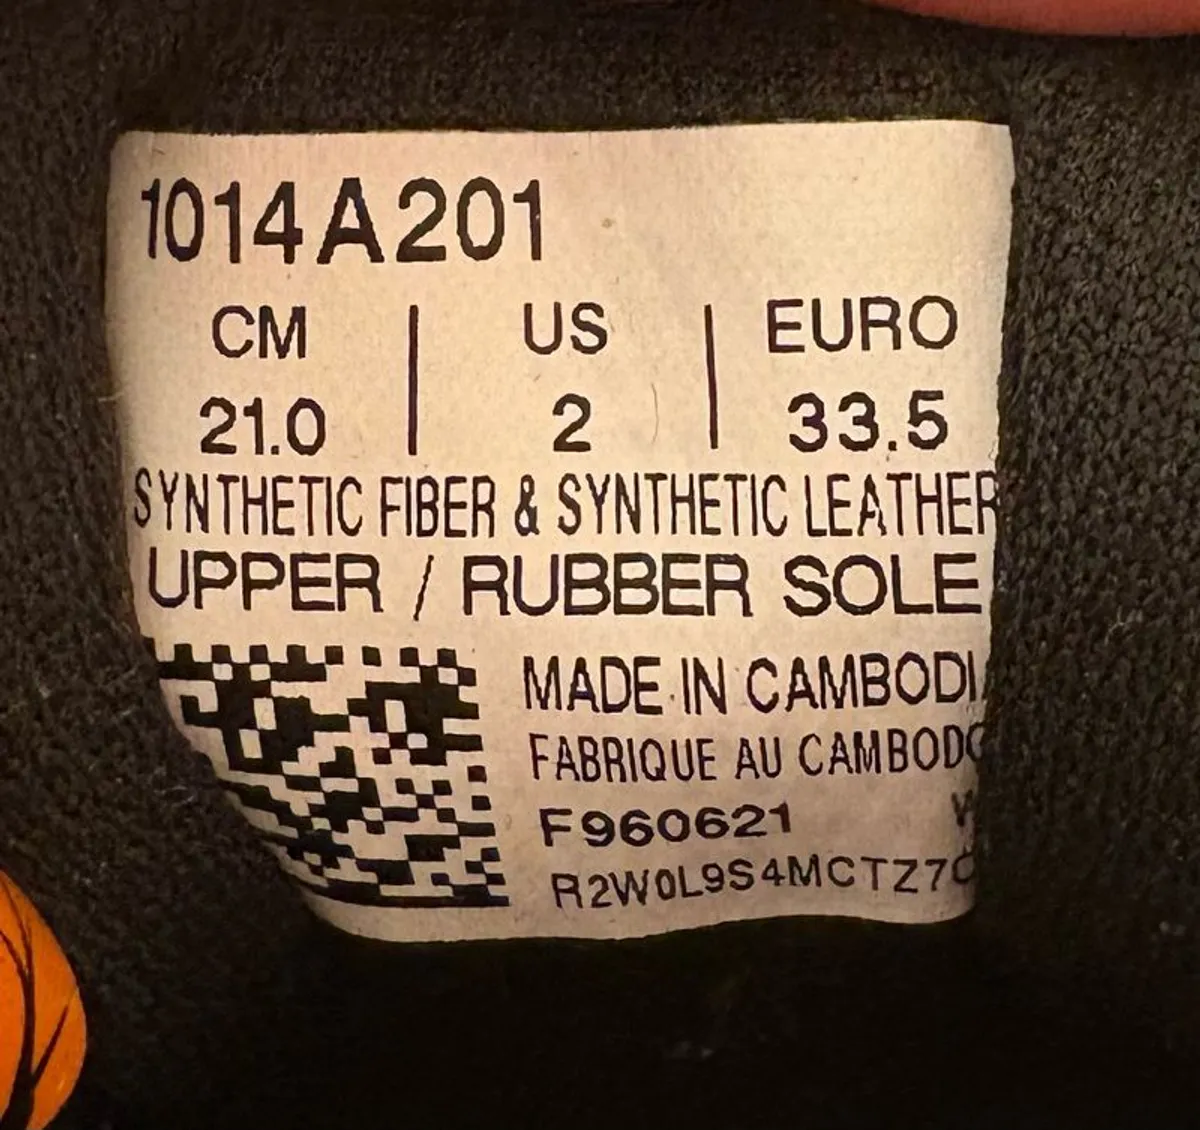 1014A201
CM | US | EURO
21.0 | 2 | 33.5
SYNTHETIC FIBER & SYNTHETIC LEATHER
UPPER / RUBBER SOLE
MADE IN CAMBODI
FABRIQUE AU CAMBODG
F960621
R2W0L9S4MCTZ7